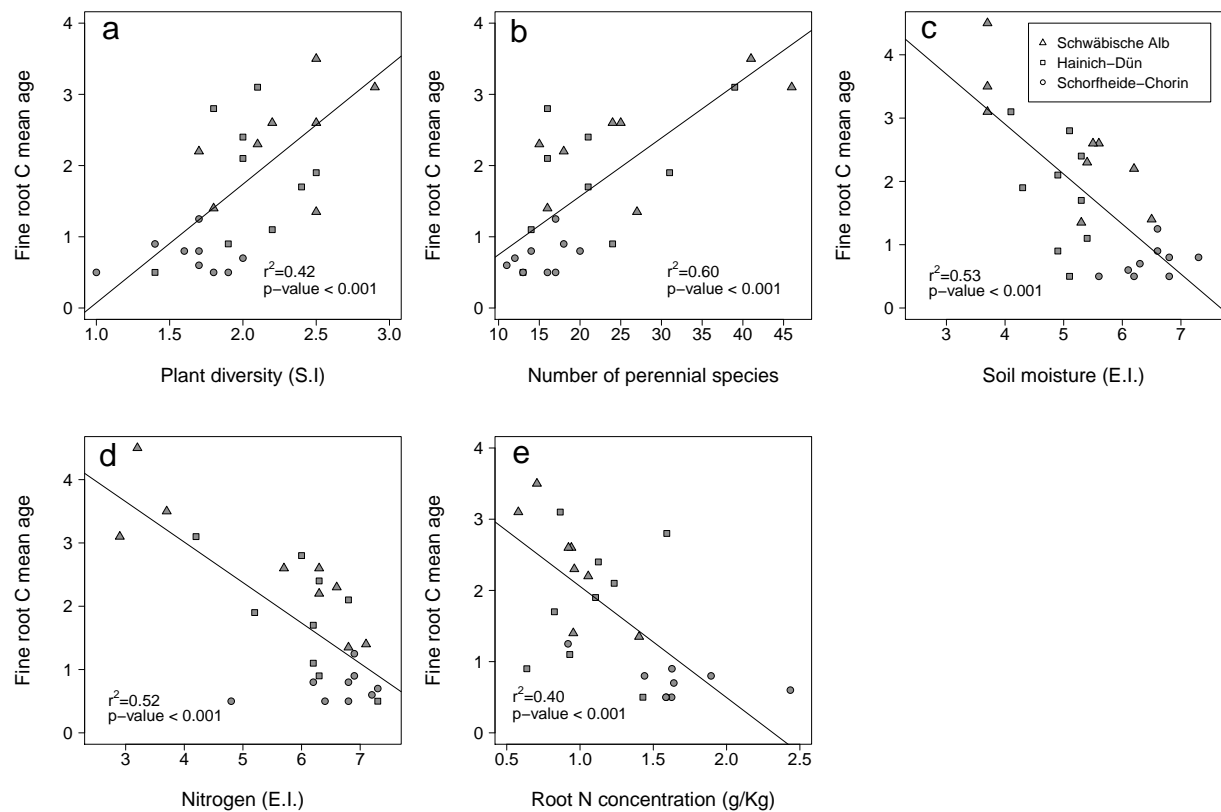 a
4
3
2
1
0
Fine root C mean age
r²=0.42
p−value < 0.001
1.0 1.5 2.0 2.5 3.0
Plant diversity (S.I)
b
4
3
2
1
0
Fine root C mean age
r²=0.60
p−value < 0.001
10 15 20 25 30 35 40 45
Number of perennial species
c
4
3
2
1
0
Fine root C mean age
Schwäbische Alb
Hainich−Dün
Schorfheide−Chorin
r²=0.53
p−value < 0.001
3 4 5 6 7
Soil moisture (E.I.)
d
4
3
2
1
0
Fine root C mean age
r²=0.52
p−value < 0.001
3 4 5 6 7
Nitrogen (E.I.)
e
4
3
2
1
0
Fine root C mean age
r²=0.40
p−value < 0.001
0.5 1.0 1.5 2.0 2.5
Root N concentration (g/Kg)